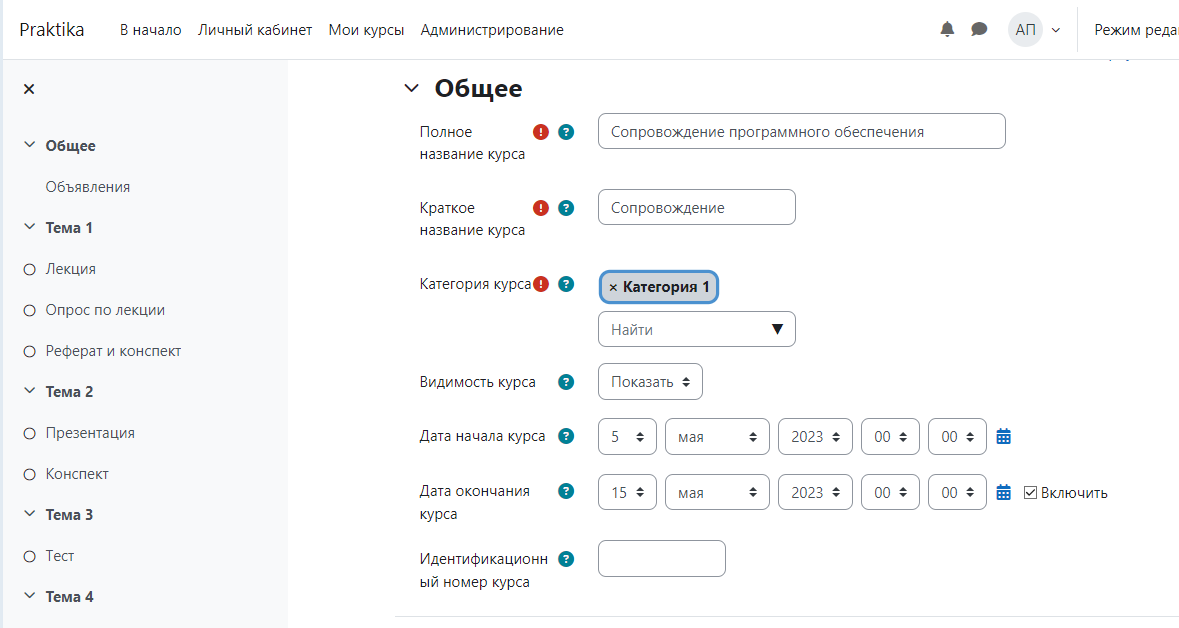 Praktika В начало Личный кабинет Мои курсы Администрирование АП Режим
Общее
Объявления
Тема 1
Лекция
Опрос по лекции
Реферат и конспект
Тема 2
Презентация
Конспект
Тема 3
Тест
Тема 4
Общее
Полное
название курса
Сопровождение программного обеспечения
Краткое
название курса
Сопровождение
Категория курса
× Категория 1
Найти
Видимость курса
Показать
Дата начала курса 5 мая 2023 00 00
Дата окончания
курса
15 мая 2023 00 00 Включить
Идентификационн
ый номер курса